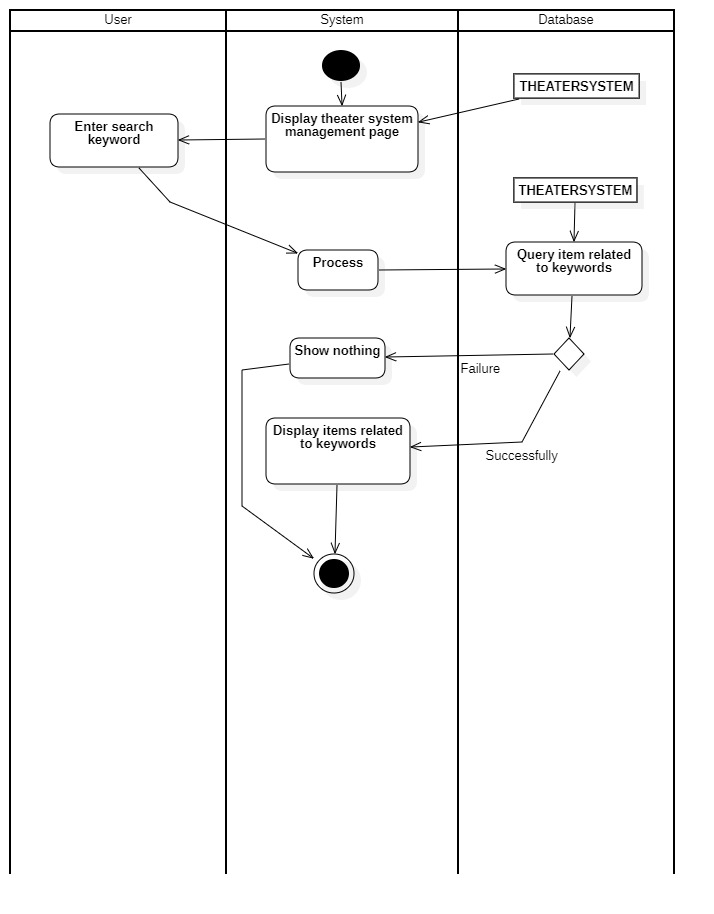 User
System
Database
THEATERSYSTEM
Display theater system
management page
Enter search
keyword
THEATERSYSTEM
Process
Query item related
to keywords
Show nothing
Failure
Display items related
to keywords
Successfully